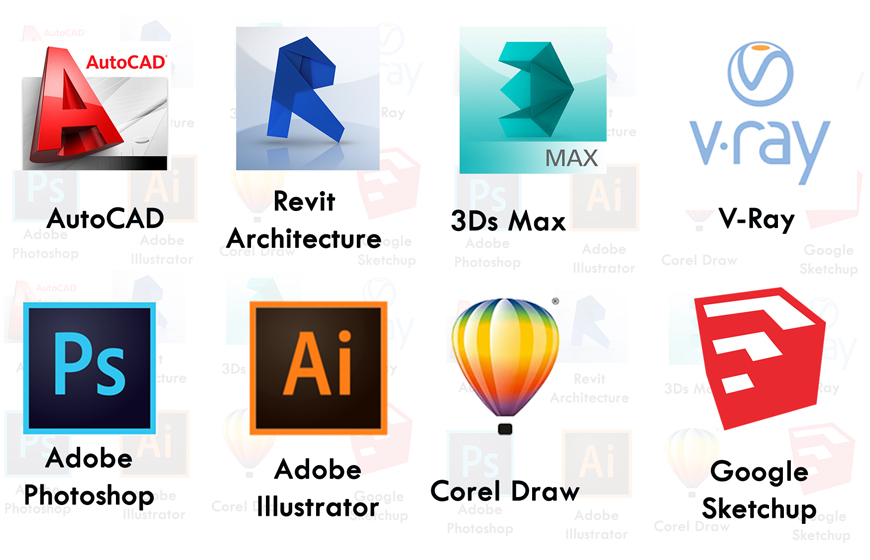 AutoCAD
MAX
v·ray
AutoCAD
Revit
Architecture
3Ds Max
V-Ray
Ps
Ai
®
Adobe
Photoshop
Adobe
Illustrator
Corel Draw
Google
Sketchup